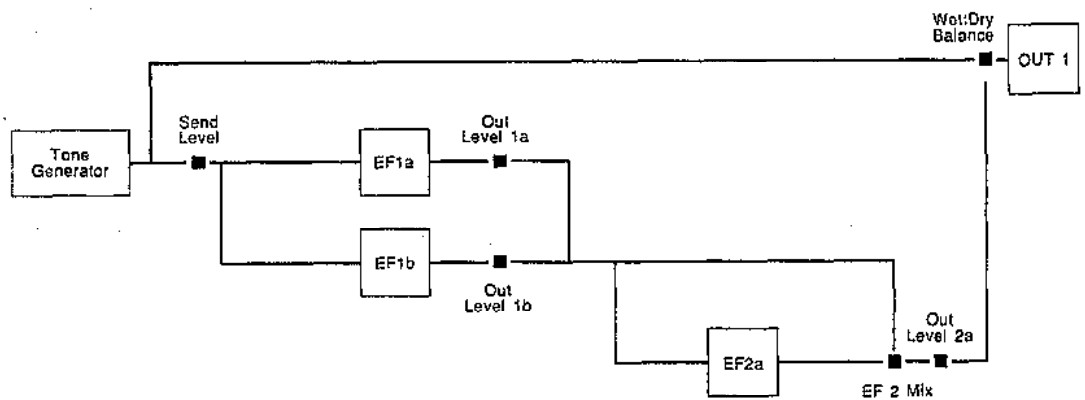 Wet:Dry
Balance
OUT 1
Send
Level
Out
Level 1a
Tone
Generator
EF1a
EF1b
Out
Level 1b
Out
Level 2a
EF2a
EF 2 Mix